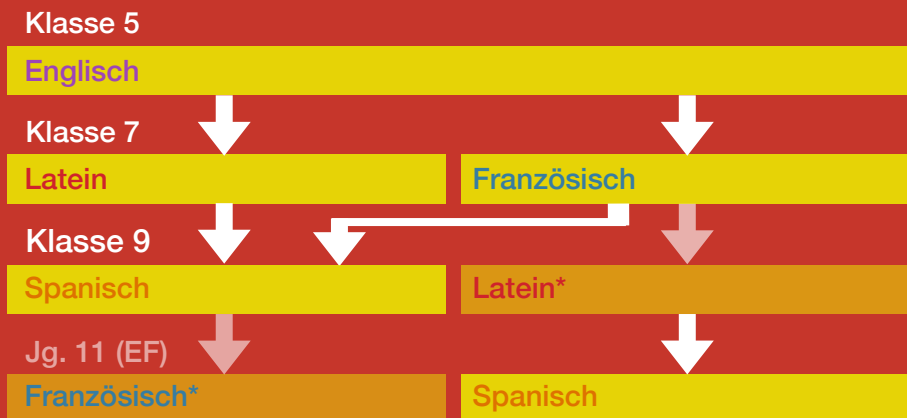 Klasse 5
Englisch
Klasse 7
Latein
Französisch
Klasse 9
Spanisch
Latein*
Jg. 11 (EF)
Französisch*
Spanisch